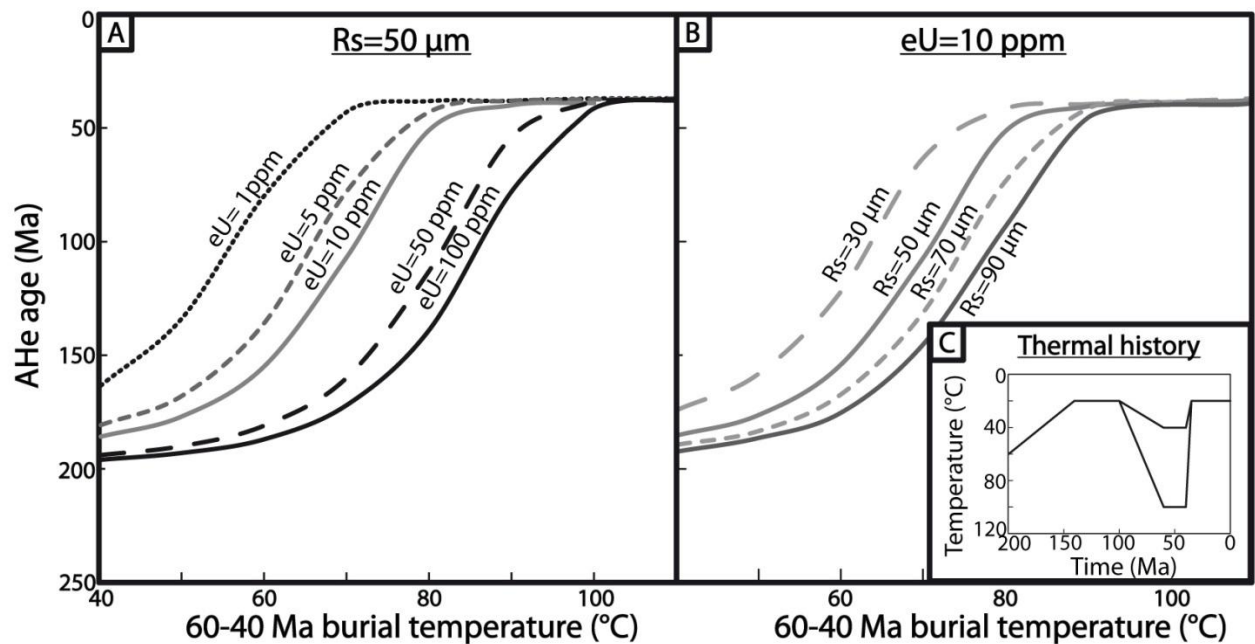 A
Rs=50 µm
B
eU=10 ppm
0
50
100
150
200
250
AHe age (Ma)
eU= 1ppm
eU=5 ppm
eU=10 ppm
eU=50 ppm
eU=100 ppm
Rs=30 µm
Rs=50 µm
Rs=70 µm
Rs=90 µm
C
Thermal history
Temperature (°C)
0
40
80
120
200
150
100
50
0
Time (Ma)
40
60
80
100
60
80
100
60-40 Ma burial temperature (°C)
60-40 Ma burial temperature (°C)